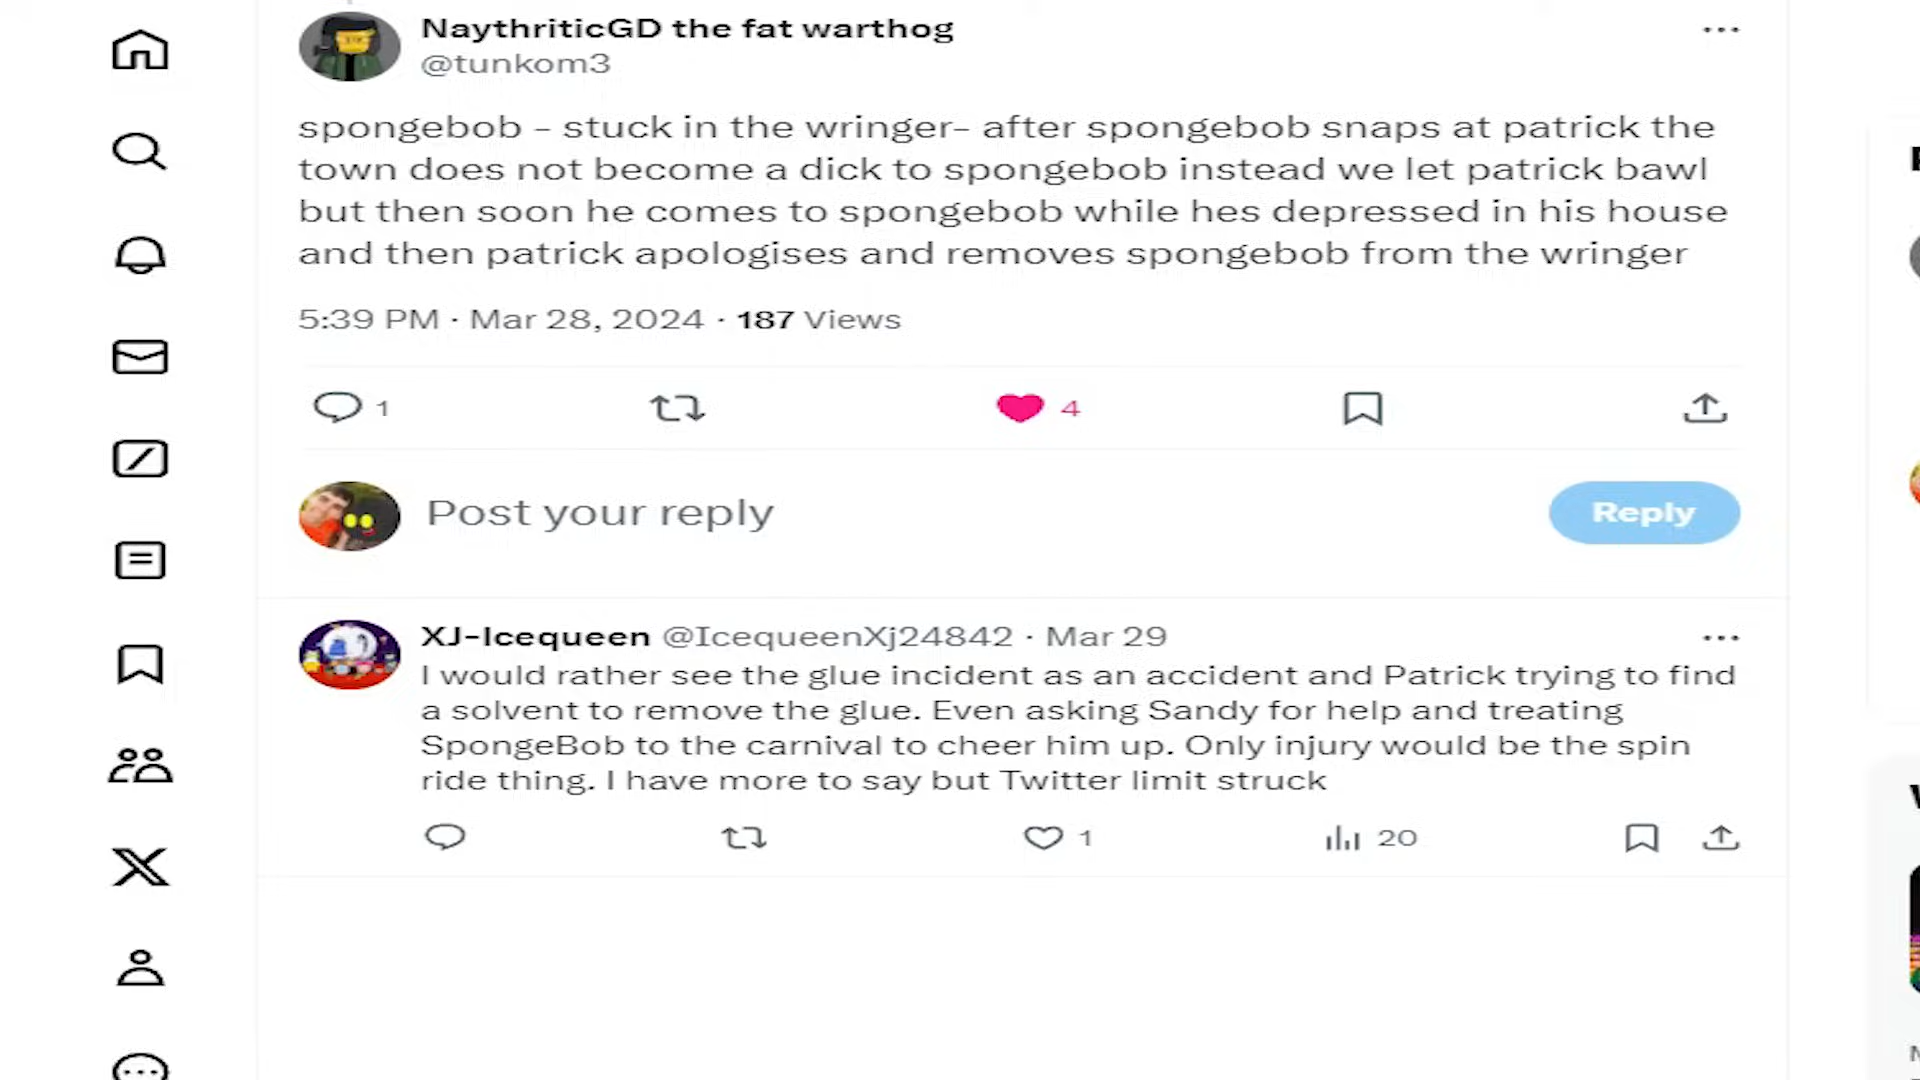 NaythriticGD the fat warthog
@tunkom3
spongebob - stuck in the wringer- after spongebob snaps at patrick the
town does not become a dick to spongebob instead we let patrick bawl
but then soon he comes to spongebob while hes depressed in his house
and then patrick apologises and removes spongebob from the wringer
5:39 PM · Mar 28, 2024 · 187 Views
1
4
Post your reply
Reply
XJ-Icequeen @IcequeenXj24842 · Mar 29
I would rather see the glue incident as an accident and Patrick trying to find
a solvent to remove the glue. Even asking Sandy for help and treating
SpongeBob to the carnival to cheer him up. Only injury would be the spin
ride thing. I have more to say but Twitter limit struck
1
20